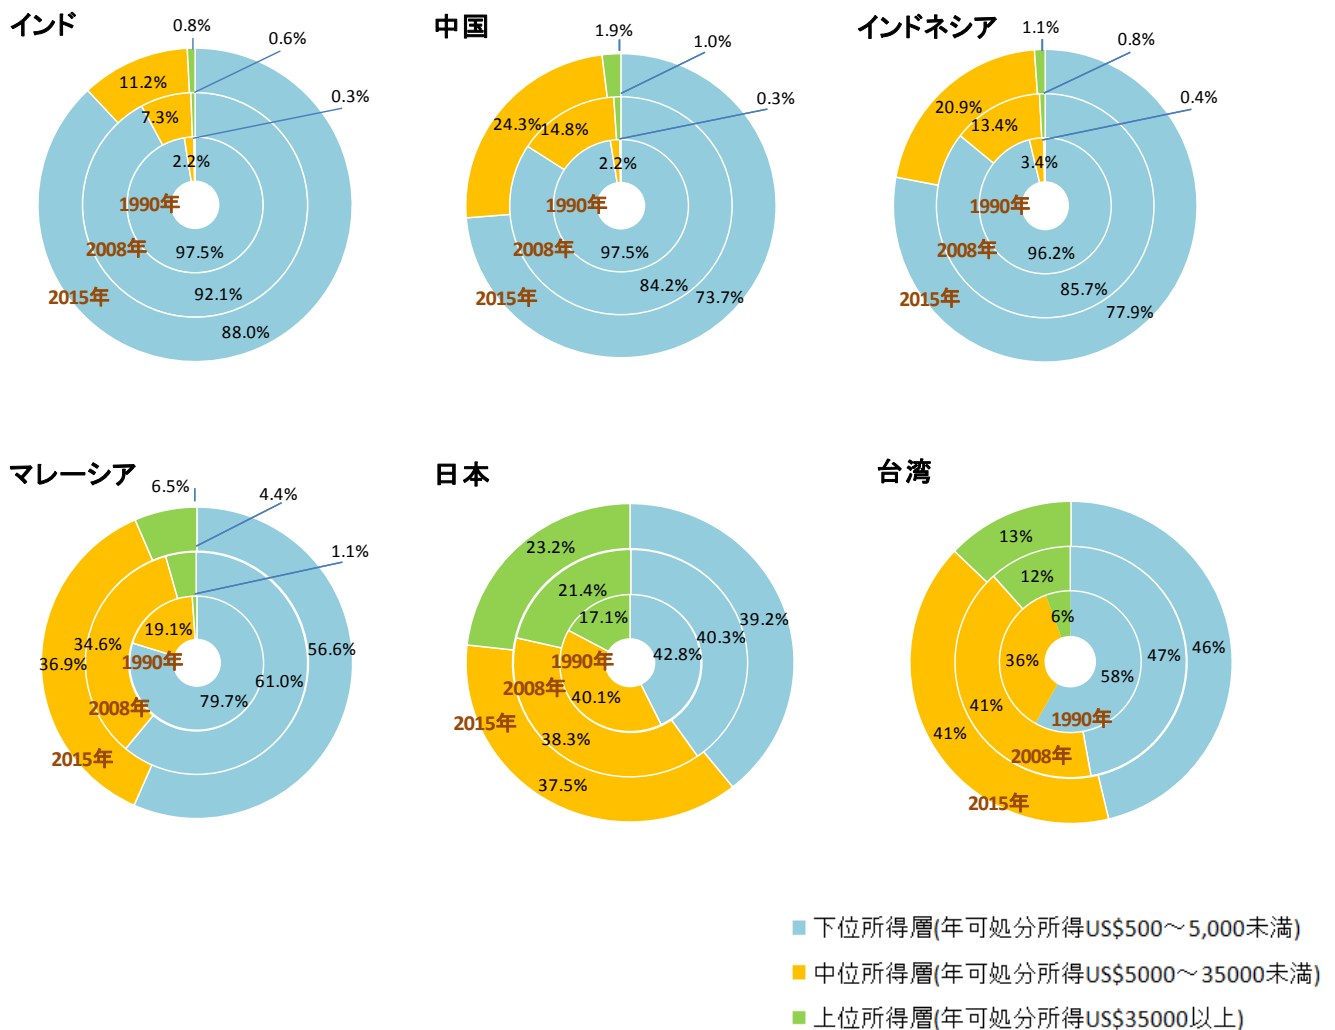 インド
0.8%
0.6%
0.3%
11.2%
7.3%
2.2%
1990年
2008年
2015年
97.5%
92.1%
88.0%
中国
1.9%
1.0%
0.3%
24.3%
14.8%
2.2%
1990年
2008年
2015年
97.5%
84.2%
73.7%
インドネシア
1.1%
0.8%
0.4%
20.9%
13.4%
3.4%
1990年
2008年
2015年
96.2%
85.7%
77.9%
マレーシア
6.5%
4.4%
1.1%
19.1%
34.6%
36.9%
1990年
2008年
2015年
56.6%
61.0%
79.7%
日本
23.2%
21.4%
17.1%
39.2%
40.3%
42.8%
1990年
2008年
2015年
40.1%
38.3%
37.5%
台湾
13%
12%
6%
36%
46%
47%
58%
41%
41%
1990年
2008年
2015年
下位所得層(年可処分所得US$500～5,000未満)
中位所得層(年可処分所得US$5000～35000未満)
上位所得層(年可処分所得US$35000以上)